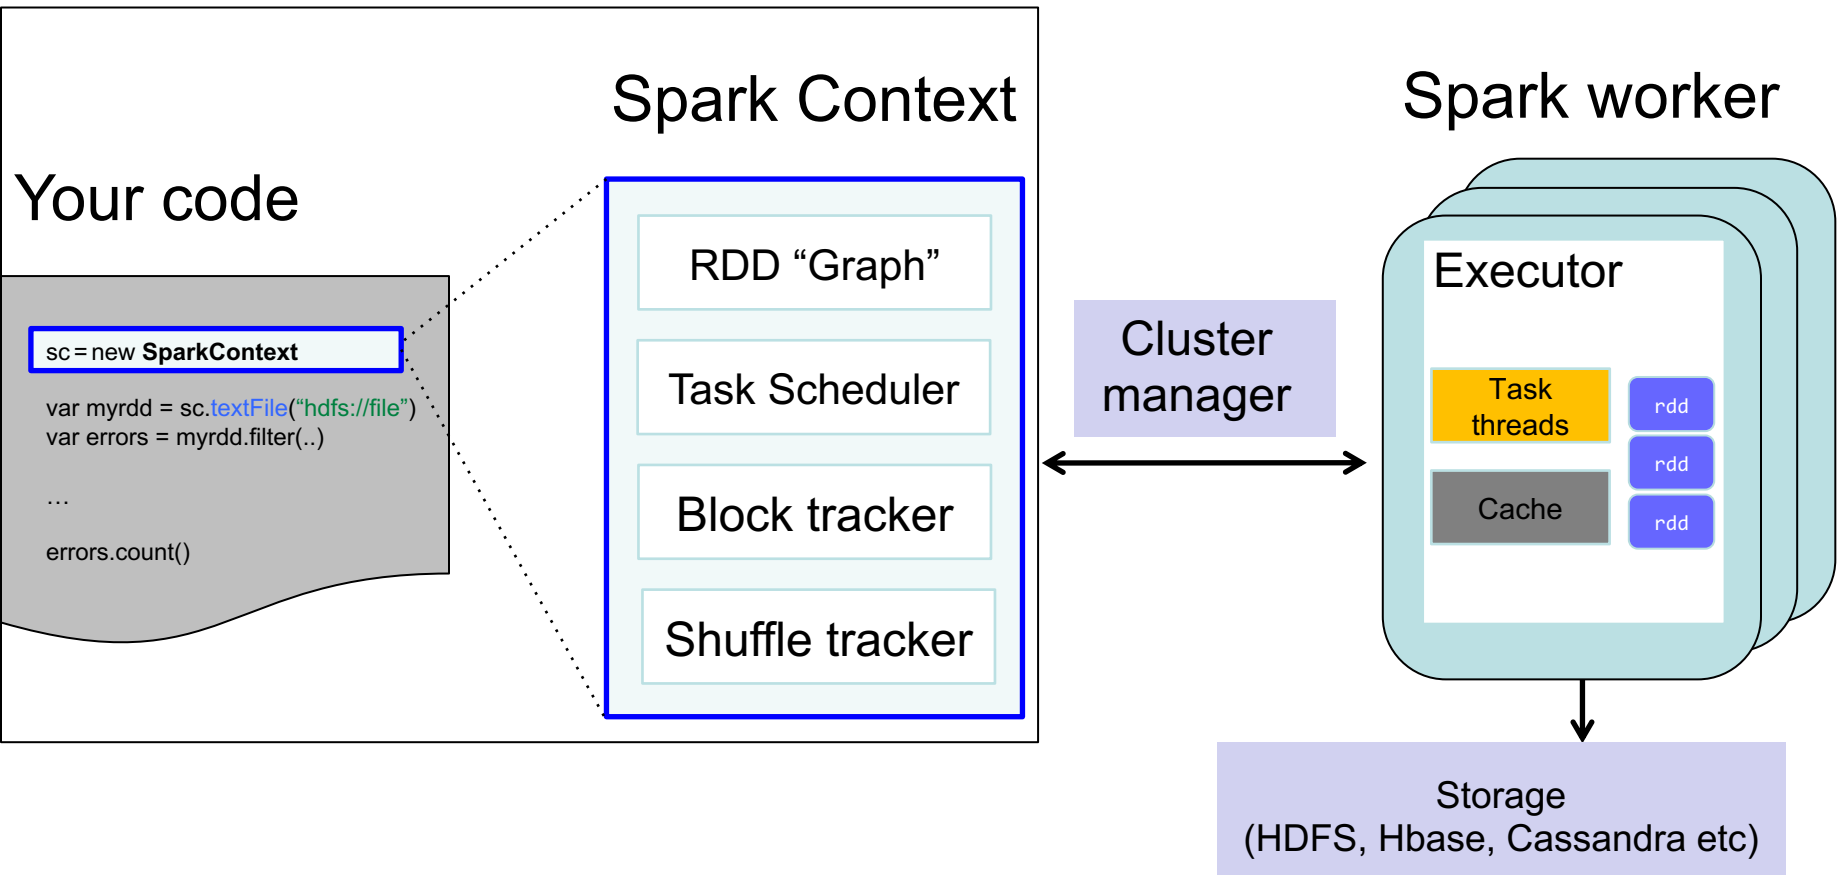 Your code
sc = new SparkContext
var myrdd = sc.textFile(“hdfs://file”)
var errors = myrdd.filter(..)
…
errors.count()
Spark Context
RDD “Graph”
Task Scheduler
Block tracker
Shuffle tracker
Cluster
manager
Spark worker
Executor
Task
threads
Cache
rdd
rdd
rdd
Storage
(HDFS, Hbase, Cassandra etc)